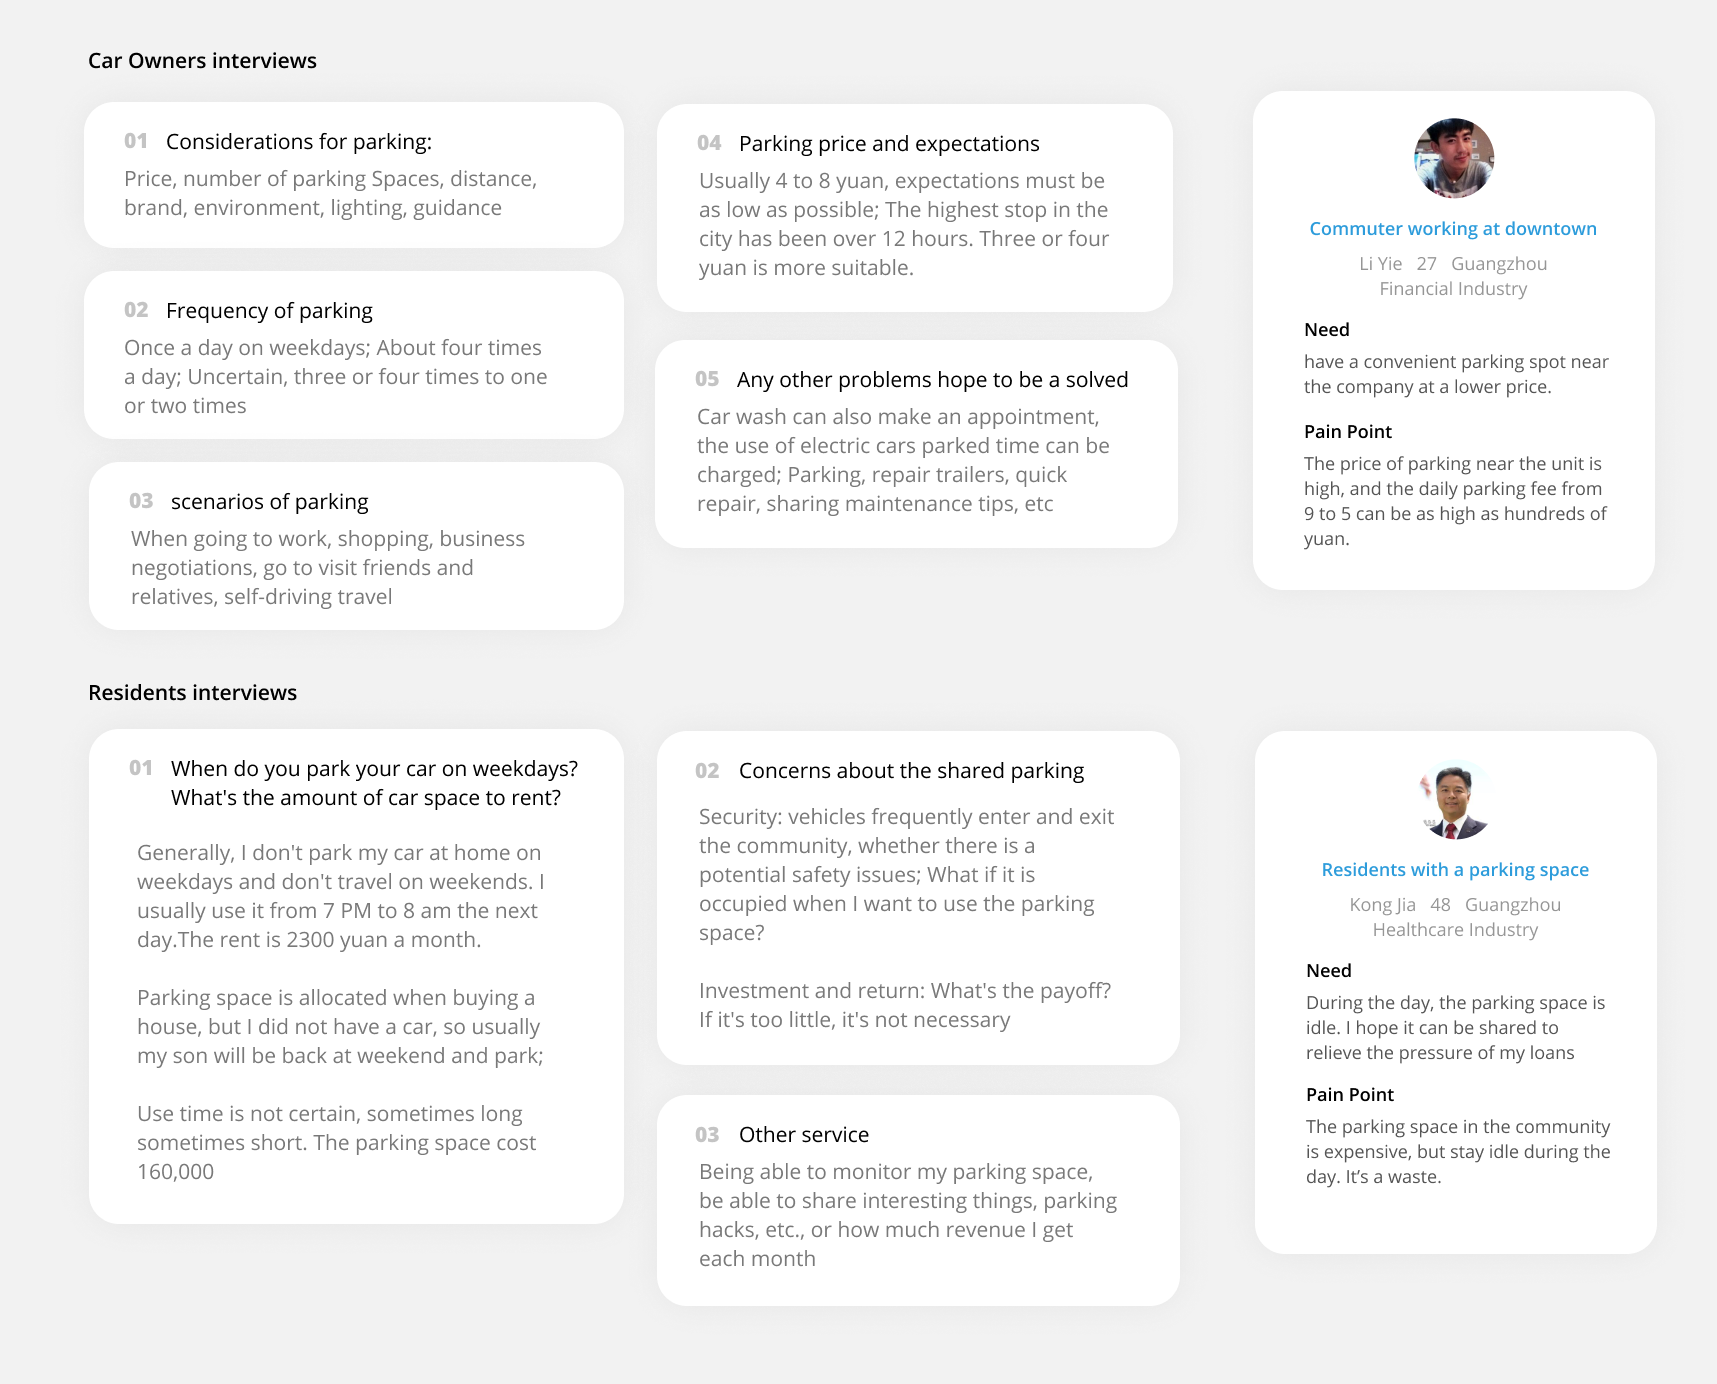 Car Owners interviews
01 Considerations for parking:
Price, number of parking Spaces, distance,
brand, environment, lighting, guidance
02 Frequency of parking
Once a day on weekdays; About four times
a day; Uncertain, three or four times to one
or two times
03 scenarios of parking
When going to work, shopping, business
negotiations, go to visit friends and
relatives, self-driving travel
04 Parking price and expectations
Usually 4 to 8 yuan, expectations must be
as low as possible; The highest stop in the
city has been over 12 hours. Three or four
yuan is more suitable.
05 Any other problems hope to be a solved
Car wash can also make an appointment,
the use of electric cars parked time can be
charged; Parking, repair trailers, quick
repair, sharing maintenance tips, etc
Commuter working at downtown
Li Yie 27 Guangzhou
Financial Industry
Need
have a convenient parking spot near
the company at a lower price.
Pain Point
The price of parking near the unit is
high, and the daily parking fee from
9 to 5 can be as high as hundreds of
yuan.
Residents interviews
01 When do you park your car on weekdays?
What's the amount of car space to rent?
Generally, I don't park my car at home on
weekdays and don't travel on weekends. I
usually use it from 7 PM to 8 am the next
day.The rent is 2300 yuan a month.
Parking space is allocated when buying a
house, but I did not have a car, so usually
my son will be back at weekend and park;
Use time is not certain, sometimes long
sometimes short. The parking space cost
160,000
02 Concerns about the shared parking
Security: vehicles frequently enter and exit
the community, whether there is a
potential safety issues; What if it is
occupied when I want to use the parking
space?
Investment and return: What's the payoff?
If it's too little, it's not necessary
03 Other service
Being able to monitor my parking space,
be able to share interesting things, parking
hacks, etc., or how much revenue I get
each month
Residents with a parking space
Kong Jia 48 Guangzhou
Healthcare Industry
Need
During the day, the parking space is
idle. I hope it can be shared to
relieve the pressure of my loans
Pain Point
The parking space in the community
is expensive, but stay idle during the
day. It’s a waste.